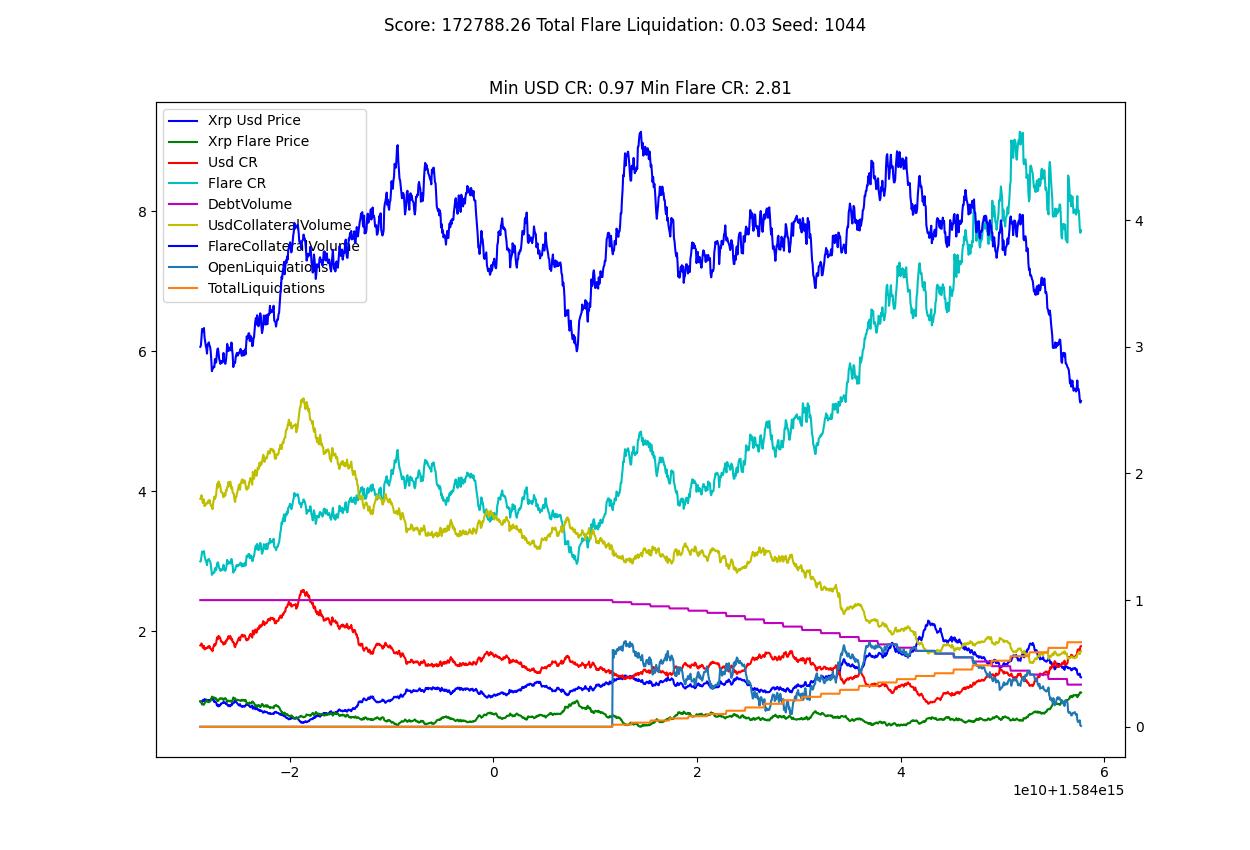 Score: 172788.26 Total Flare Liquidation: 0.03 Seed: 1044
Min USD CR: 0.97 Min Flare CR: 2.81
Xrp Usd Price
Xrp Flare Price
Usd CR
Flare CR
DebtVolume
UsdCollateralVolume
FlareCollateralVolume
OpenLiquidations
TotalLiquidations
8
6
4
2
4
3
2
1
0
−2
0
2
4
6
1e10+1.584e15